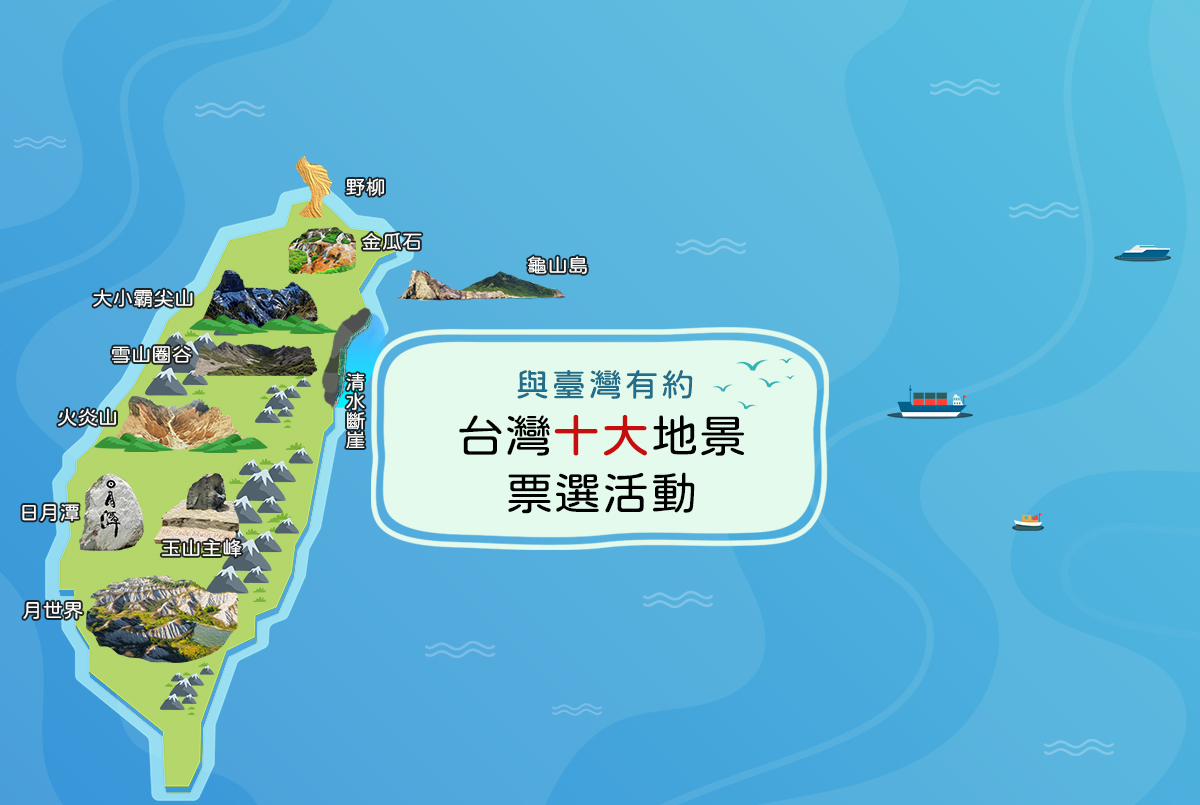 野柳
金瓜石
龜山島
大小霸尖山
雪山圈谷
清水斷崖
與臺灣有約
台灣十大地景
票選活動
火炎山
日月潭
日月潭
玉山主峰
月世界